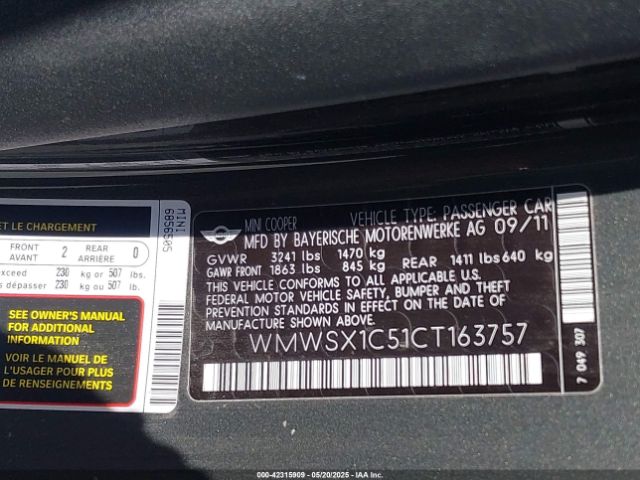 ET LE CHARGEMENT
FRONT AVANT 2 REAR ARRIÈRE 0
exceed 230 kg or 507 lbs.
s dépasser 230 kg ou 507 lb.
SEE OWNER'S MANUAL
FOR ADDITIONAL
INFORMATION
VOIR LE MANUEL DE
L'USAGER POUR PLUS
DE RENSEIGNEMENTS
MINI
6856505
MINI COOPER VEHICLE TYPE: PASSENGER CAR
MFD BY BAYERISCHE MOTORENWERKE AG 09/11
GVWR 3241 lbs 1470 kg
GAWR FRONT 1863 lbs 845 kg REAR 1411 lbs 640 kg
THIS VEHICLE CONFORMS TO ALL APPLICABLE U.S.
FEDERAL MOTOR VEHICLE SAFETY, BUMPER AND THEFT
PREVENTION STANDARDS IN EFFECT ON THE DATE OF
MANUFACTURE SHOWN ABOVE.
WMWSX1C51CT163757
7 049 307
000-42315909 - 05/20/2025 - IAA Inc.